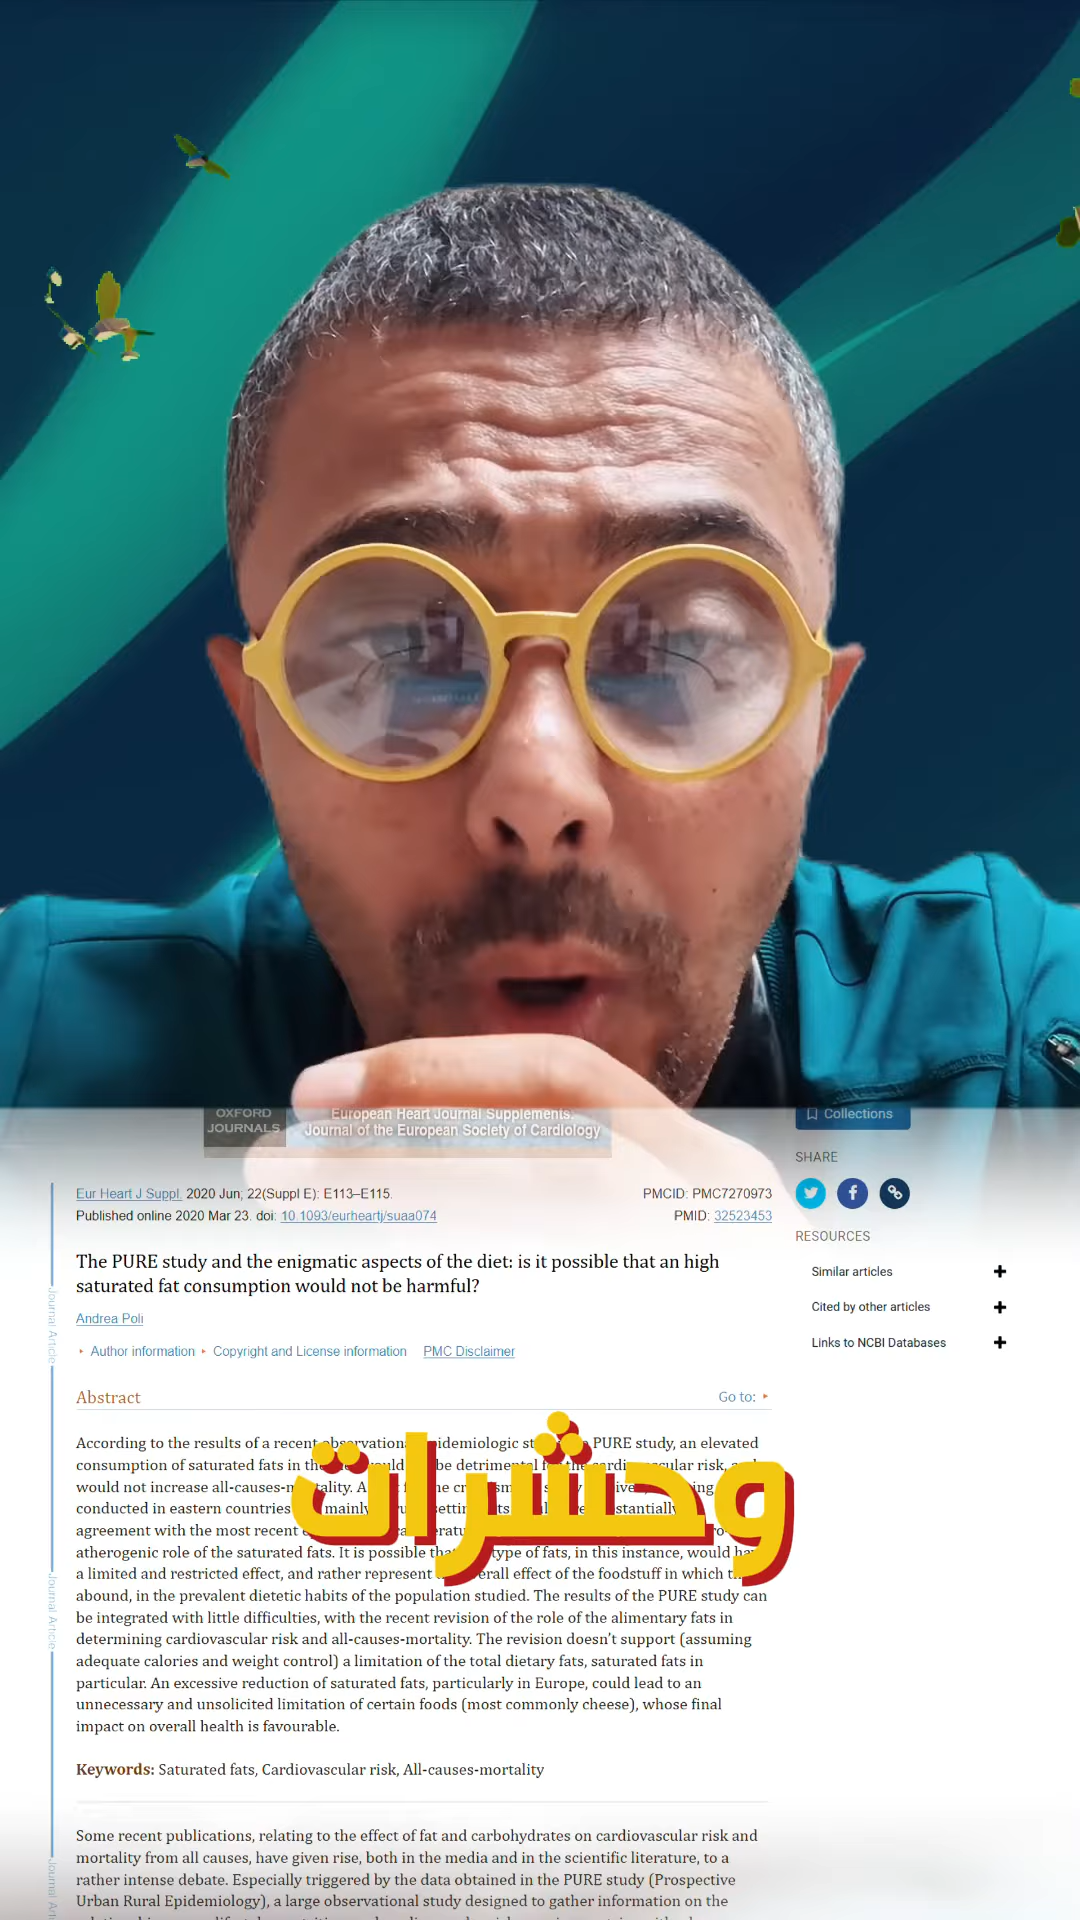 OXFORD
JOURNALS
European Heart Journal Supplements:
Journal of the European Society of Cardiology
Collections
SHARE
Eur Heart J Suppl. 2020 Jun; 22(Suppl E): E113–E115.
PMCID: PMC7270973
Published online 2020 Mar 23. doi: 10.1093/eurheartj/suaa074
PMID: 32523453
RESOURCES
Similar articles
Cited by other articles
Links to NCBI Databases
The PURE study and the enigmatic aspects of the diet: is it possible that an high
saturated fat consumption would not be harmful?
Andrea Poli
Author information
Copyright and License information
PMC Disclaimer
Abstract
Go to:
وحشرات
According to the results of a recent PURE study, an elevated
consumption of saturated fats in be detrimental risk,
would not increase
conducted in eastern countries mainly
agreement with the most recent
atherogenic role of the saturated fats. It is possible type of fats, in this instance, would
a limited and restricted effect, and rather represent effect of the foodstuff in which
abound, in the prevalent dietetic habits of the population studied. The results of the PURE study can
be integrated with little difficulties, with the recent revision of the role of the alimentary fats in
determining cardiovascular risk and all-causes-mortality. The revision doesn't support (assuming
adequate calories and weight control) a limitation of the total dietary fats, saturated fats in
particular. An excessive reduction of saturated fats, particularly in Europe, could lead to an
unnecessary and unsolicited limitation of certain foods (most commonly cheese), whose final
impact on overall health is favourable.
Keywords: Saturated fats, Cardiovascular risk, All-causes-mortality
Some recent publications, relating to the effect of fat and carbohydrates on cardiovascular risk and
mortality from all causes, have given rise, both in the media and in the scientific literature, to a
rather intense debate. Especially triggered by the data obtained in the PURE study (Prospective
Urban Rural Epidemiology), a large observational study designed to gather information on the
Journal Article
Journal Article